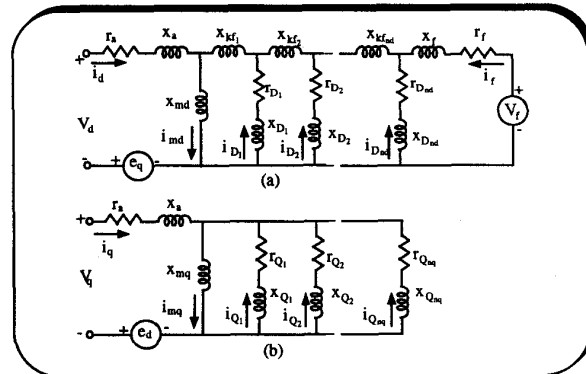 r_a x_a x_kf1 x_kf2 x_kfnd x_f r_f
+ i_d i_f
r_D1 r_D2 r_Dnd
x_md + V_f -
V_d i_md i_D1 x_D1 i_D2 x_D2 i_Dnd x_Dnd
- + e_q -
(a)
+ r_a x_a
i_q
r_Q1 r_Q2 r_Qnq
x_mq
V_q i_mq i_Q1 x_Q1 i_Q2 x_Q2 i_Qnq x_Qnq
- + e_d -
(b)